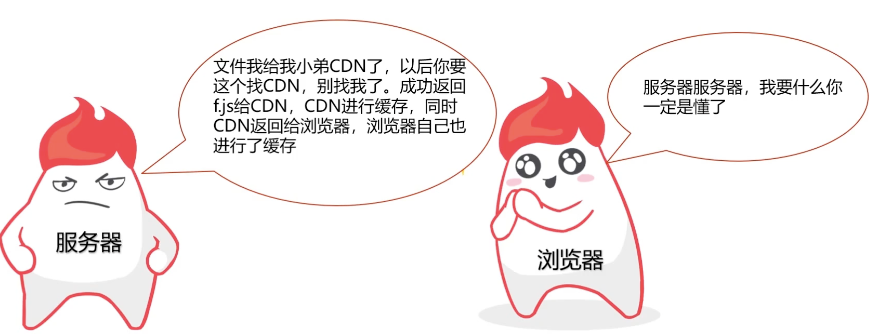 文件我给我小弟CDN了，以后你要
这个找CDN，别找我了。成功返回
f.js给CDN，CDN进行缓存，同时
CDN返回给浏览器，浏览器自己也
进行了缓存
服务器服务器，我要什么你
一定是懂了
服务器
浏览器